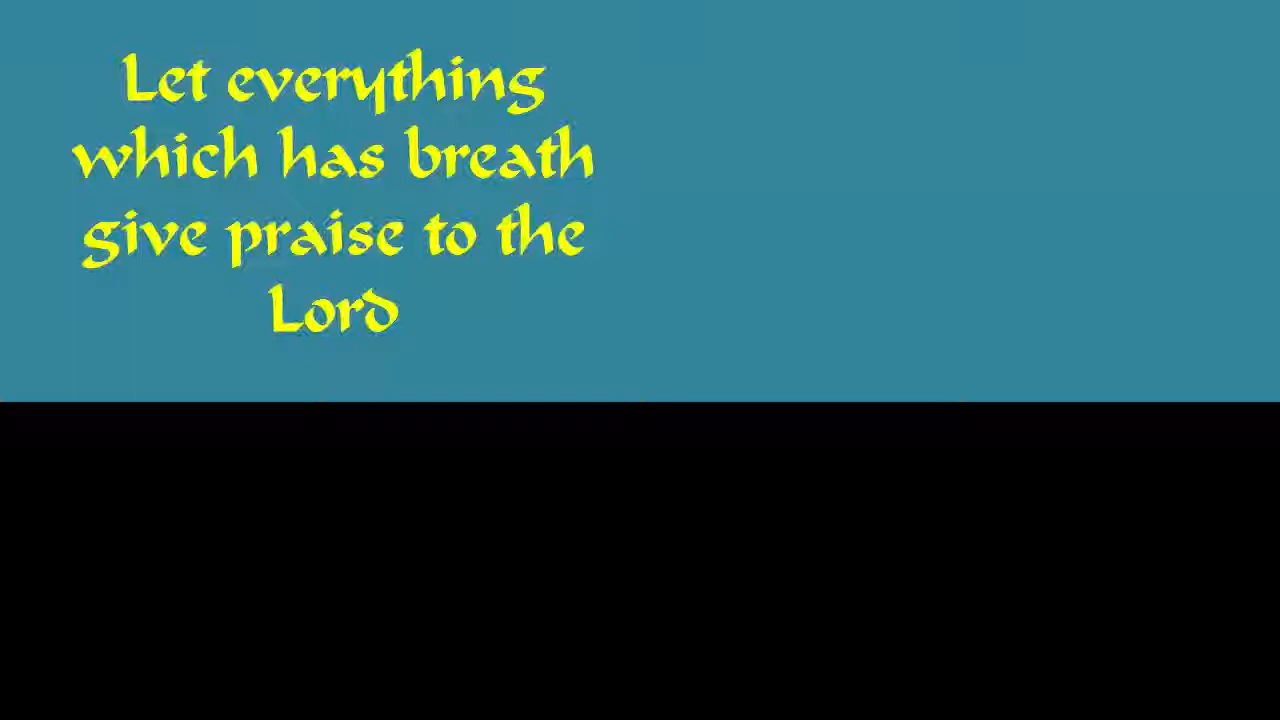 Let everything
which has breath
give praise to the
Lord